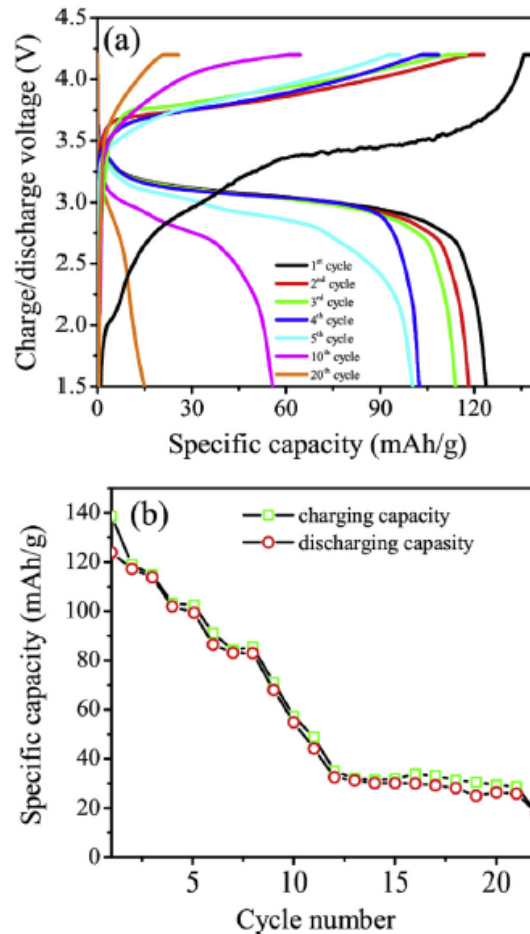 (a)
Charge/discharge voltage (V)
4.0
3.5
3.0
2.5
2.0
1.5
1st cycle
2nd cycle
3rd cycle
4th cycle
5th cycle
10th cycle
20th cycle
0 30 60 90 120
Specific capacity (mAh/g)
(b)
Specific capacity (mAh/g)
140
120
100
80
60
40
20
0
charging capacity
discharging capasity
5 10 15 20
Cycle number